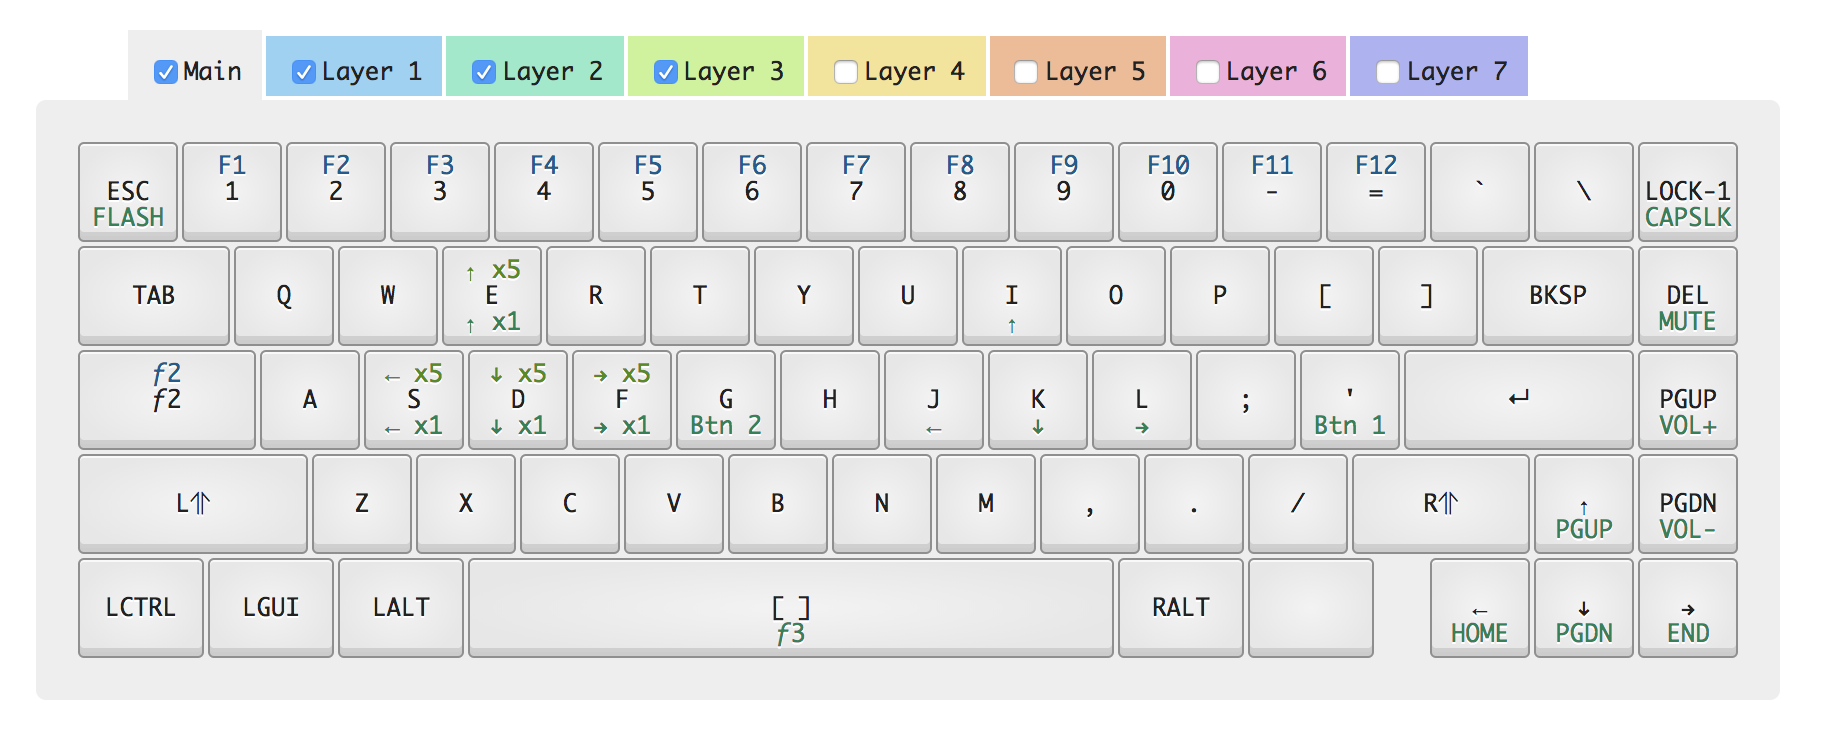 Main Layer 1 Layer 2 Layer 3 Layer 4 Layer 5 Layer 6 Layer 7
F1 F2 F3 F4 F5 F6 F7 F8 F9 F10 F11 F12
ESC 1 2 3 4 5 6 7 8 9 0 - = ` \ LOCK-1
FLASH CAPSLK
↑ x5
TAB Q W E R T Y U I O P [ ] BKSP DEL
↑ x1 ↑ MUTE
ƒ2 ← x5 ↓ x5 → x5
ƒ2 A S D F G H J K L ; ' ↵ PGUP
← x1 ↓ x1 → x1 Btn 2 ← ↓ → Btn 1 VOL+
L⇑ Z X C V B N M , . / R⇑ ↑ PGDN
PGUP VOL-
LCTRL LGUI LALT [ ] RALT ← ↓ →
ƒ3 HOME PGDN END